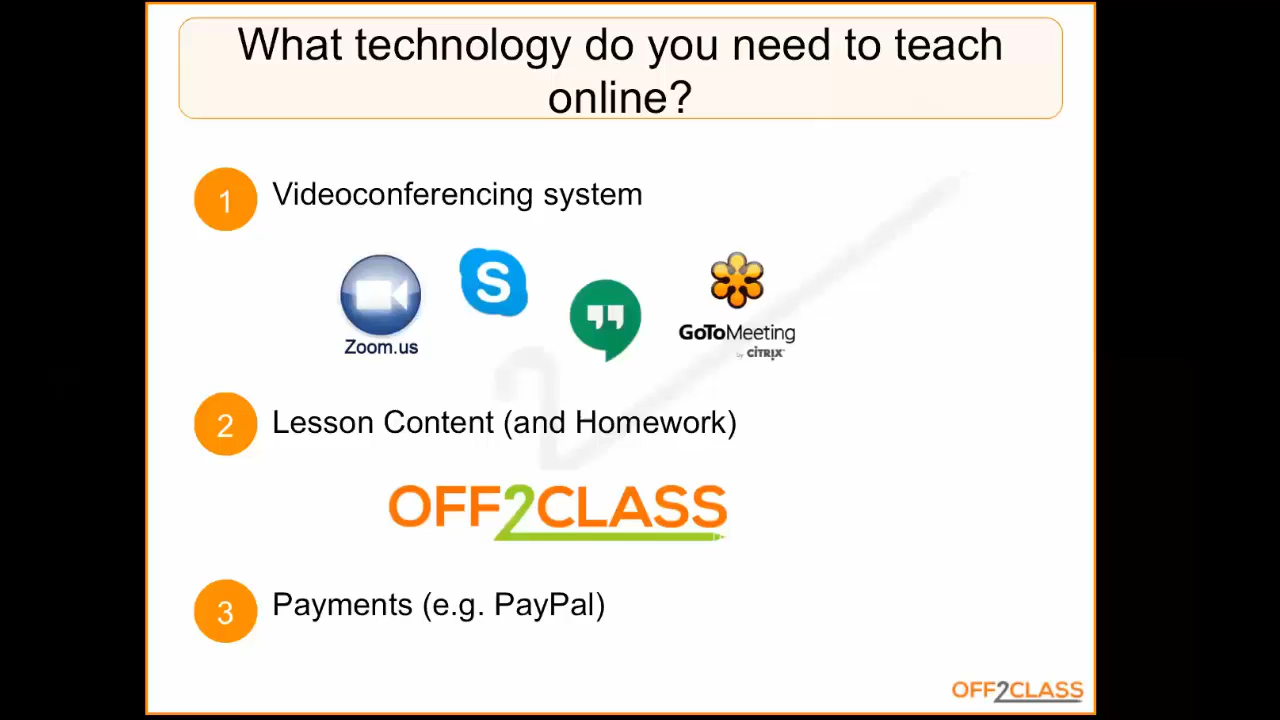 What technology do you need to teach
online?
1 Videoconferencing system
S
Zoom.us
GoToMeeting
by CITRIX
2 Lesson Content (and Homework)
OFF2CLASS
3 Payments (e.g. PayPal)
OFF2CLASS